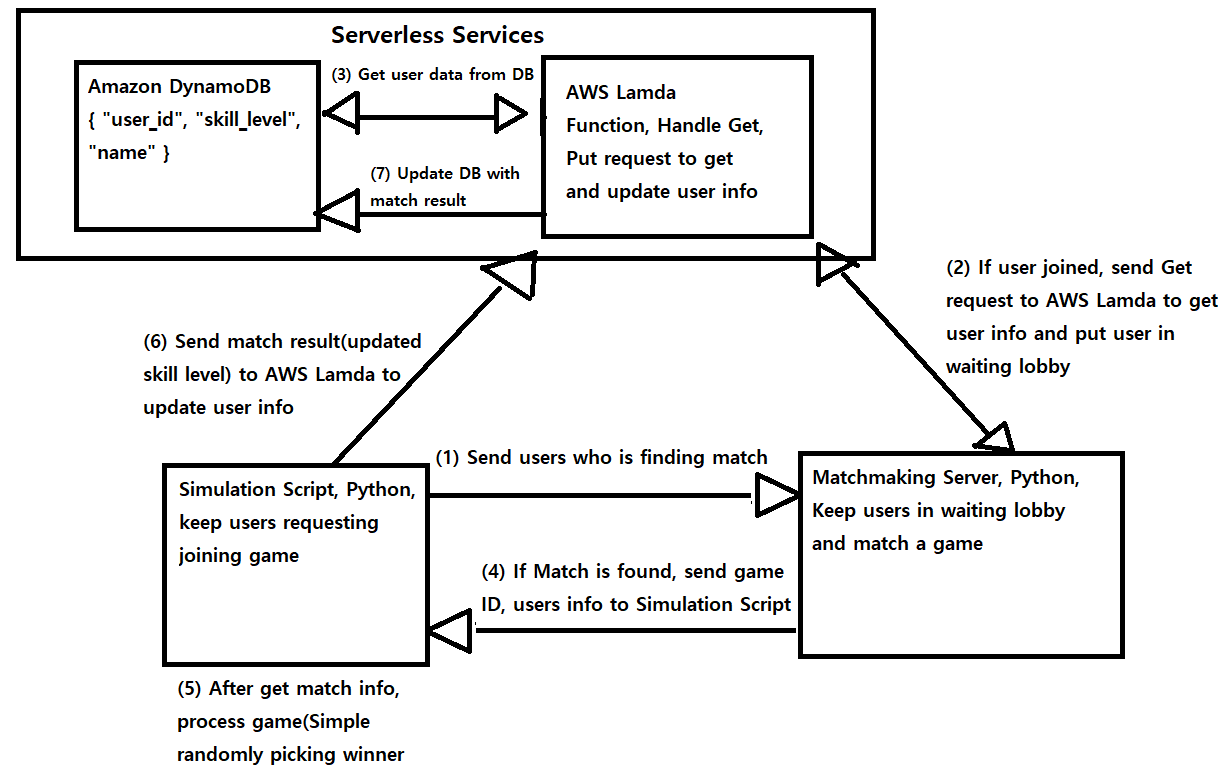 Serverless Services
Amazon DynamoDB
{ "user_id", "skill_level",
"name" }
(3) Get user data from DB
(7) Update DB with
match result
AWS Lamda
Function, Handle Get,
Put request to get
and update user info
(2) If user joined, send Get
request to AWS Lamda to get
user info and put user in
waiting lobby
(6) Send match result(updated
skill level) to AWS Lamda to
update user info
(1) Send users who is finding match
Simulation Script, Python,
keep users requesting
joining game
Matchmaking Server, Python,
Keep users in waiting lobby
and match a game
(4) If Match is found, send game
ID, users info to Simulation Script
(5) After get match info,
process game(Simple
randomly picking winner